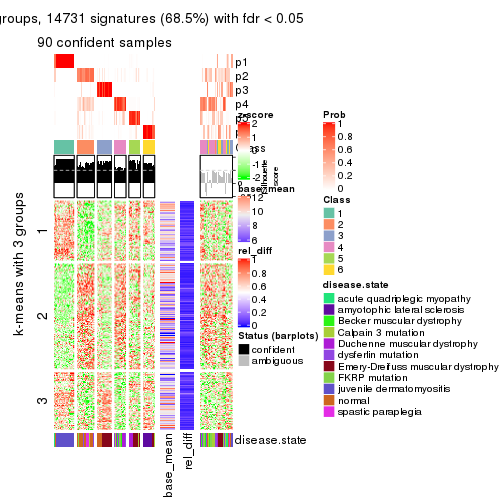 groups, 14731 signatures (68.5%) with fdr < 0.05
90 confident samples
p1
p2
p3
p4
z-score
2
1
0
-1
-2
Class
Silhouette
score
base_mean
12
10
8
6
rel_diff
1
0.8
0.6
0.4
0.2
0
Status (barplots)
confident
ambiguous
Prob
1
0.8
0.6
0.4
0.2
0
Class
1
2
3
4
5
6
disease.state
acute quadriplegic myopathy
amyotophic lateral sclerosis
Becker muscular dystrophy
Calpain 3 mutation
Duchenne muscular dystrophy
dysferlin mutation
Emery-Dreifuss muscular dystrophy
FKRP mutation
juvenile dermatomyositis
normal
spastic paraplegia
k-means with 3 groups
1
2
3
disease.state
base_mean
rel_diff